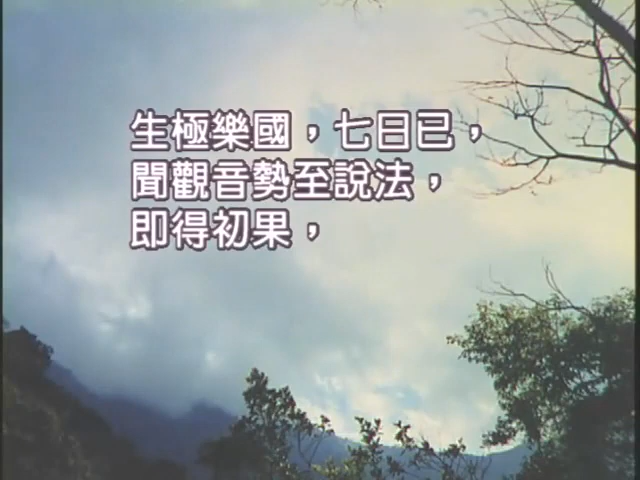 生極樂國，七日已，
聞觀音勢至說法，
即得初果，